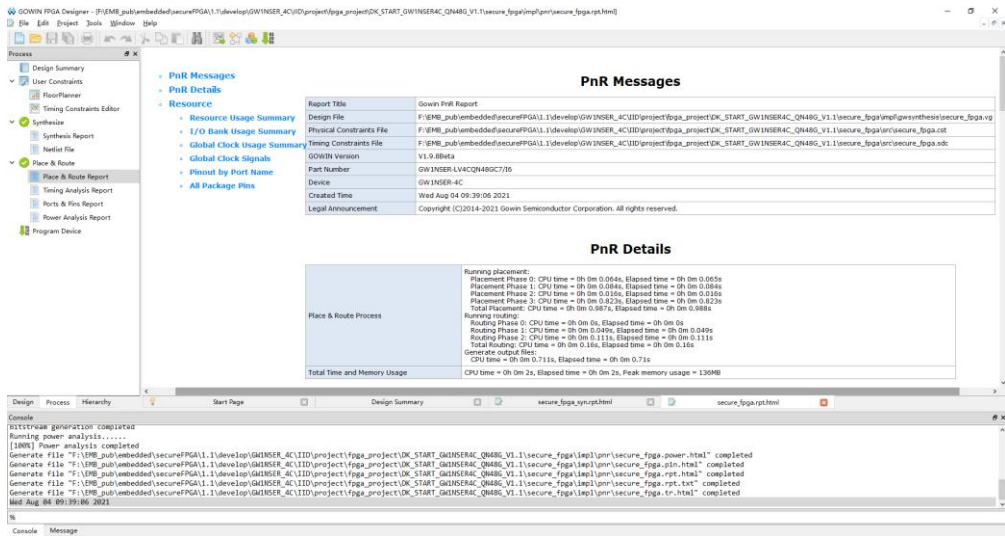 GOWIN FPGA Designer - [F:\EMB_pub\embedded\secureFPGA\1.1\develop\GW1NSER_4C\IID\project\fpga_project\DK_START_GW1NSER4C_QN48G_V1.1\secure_fpga\impl\pnr\secure_fpga.rpt.html]
File Edit Project Tools Window Help
Process
Design Summary
User Constraints
FloorPlanner
Timing Constraints Editor
Synthesize
Synthesis Report
Netlist File
Place & Route
Place & Route Report
Timing Analysis Report
Ports & Pins Report
Power Analysis Report
Program Device
PnR Messages
PnR Details
Resource
Resource Usage Summary
I/O Bank Usage Summary
Global Clock Usage Summary
Global Clock Signals
Pinout by Port Name
All Package Pins
PnR Messages
Report Title Gowin PnR Report
Design File F:\EMB_pub\embedded\secureFPGA\1.1\develop\GW1NSER_4C\IID\project\fpga_project\DK_START_GW1NSER4C_QN48G_V1.1\secure_fpga\impl\gwsynthesis\secure_fpga.vg
Physical Constraints File F:\EMB_pub\embedded\secureFPGA\1.1\develop\GW1NSER_4C\IID\project\fpga_project\DK_START_GW1NSER4C_QN48G_V1.1\secure_fpga\src\secure_fpga.cst
Timing Constraints File F:\EMB_pub\embedded\secureFPGA\1.1\develop\GW1NSER_4C\IID\project\fpga_project\DK_START_GW1NSER4C_QN48G_V1.1\secure_fpga\src\secure_fpga.sdc
GOWIN Version V1.9.8Beta
Part Number GW1NSER-LV4CQN48GC7/I6
Device GW1NSER-4C
Created Time Wed Aug 04 09:39:06 2021
Legal Announcement Copyright (C)2014-2021 Gowin Semiconductor Corporation. All rights reserved.
PnR Details
Place & Route Process
Running placement:
Placement Phase 0: CPU time = 0h 0m 0.064s, Elapsed time = 0h 0m 0.065s
Placement Phase 1: CPU time = 0h 0m 0.084s, Elapsed time = 0h 0m 0.084s
Placement Phase 2: CPU time = 0h 0m 0.016s, Elapsed time = 0h 0m 0.016s
Placement Phase 3: CPU time = 0h 0m 0.823s, Elapsed time = 0h 0m 0.823s
Total Placement: CPU time = 0h 0m 0.987s, Elapsed time = 0h 0m 0.988s
Running routing:
Routing Phase 0: CPU time = 0h 0m 0s, Elapsed time = 0h 0m 0s
Routing Phase 1: CPU time = 0h 0m 0.049s, Elapsed time = 0h 0m 0.049s
Routing Phase 2: CPU time = 0h 0m 0.111s, Elapsed time = 0h 0m 0.111s
Total Routing: CPU time = 0h 0m 0.16s, Elapsed time = 0h 0m 0.16s
Generate output files:
CPU time = 0h 0m 0.711s, Elapsed time = 0h 0m 0.71s
Total Time and Memory Usage CPU time = 0h 0m 2s, Elapsed time = 0h 0m 2s, Peak memory usage = 136MB
Design Process Hierarchy Start Page Design Summary secure_fpga_syn.rpt.html secure_fpga.rpt.html
Console
Bitstream generation completed
Running power analysis......
[100%] Power analysis completed
Generate file "F:\EMB_pub\embedded\secureFPGA\1.1\develop\GW1NSER_4C\IID\project\fpga_project\DK_START_GW1NSER4C_QN48G_V1.1\secure_fpga\impl\pnr\secure_fpga.power.html" completed
Generate file "F:\EMB_pub\embedded\secureFPGA\1.1\develop\GW1NSER_4C\IID\project\fpga_project\DK_START_GW1NSER4C_QN48G_V1.1\secure_fpga\impl\pnr\secure_fpga.pin.html" completed
Generate file "F:\EMB_pub\embedded\secureFPGA\1.1\develop\GW1NSER_4C\IID\project\fpga_project\DK_START_GW1NSER4C_QN48G_V1.1\secure_fpga\impl\pnr\secure_fpga.rpt.html" completed
Generate file "F:\EMB_pub\embedded\secureFPGA\1.1\develop\GW1NSER_4C\IID\project\fpga_project\DK_START_GW1NSER4C_QN48G_V1.1\secure_fpga\impl\pnr\secure_fpga.rpt.txt" completed
Generate file "F:\EMB_pub\embedded\secureFPGA\1.1\develop\GW1NSER_4C\IID\project\fpga_project\DK_START_GW1NSER4C_QN48G_V1.1\secure_fpga\impl\pnr\secure_fpga.tr.html" completed
Wed Aug 04 09:39:06 2021
%
Console Message